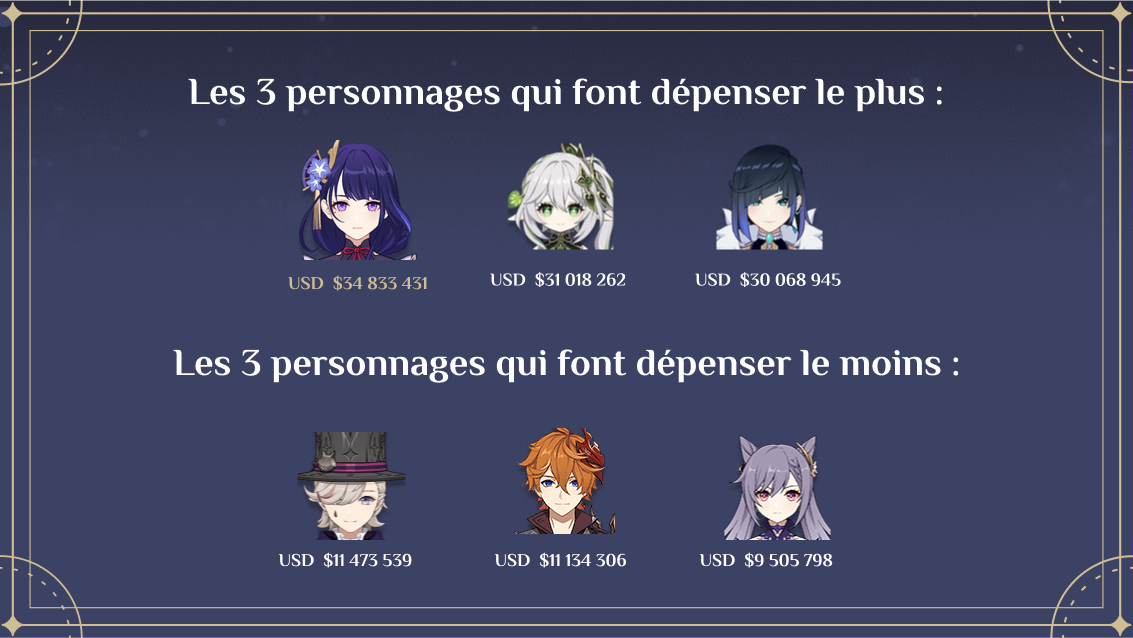 Les 3 personnages qui font dépenser le plus :
USD $34 833 431
USD $31 018 262
USD $30 068 945
Les 3 personnages qui font dépenser le moins :
USD $11 473 539
USD $11 134 306
USD $9 505 798